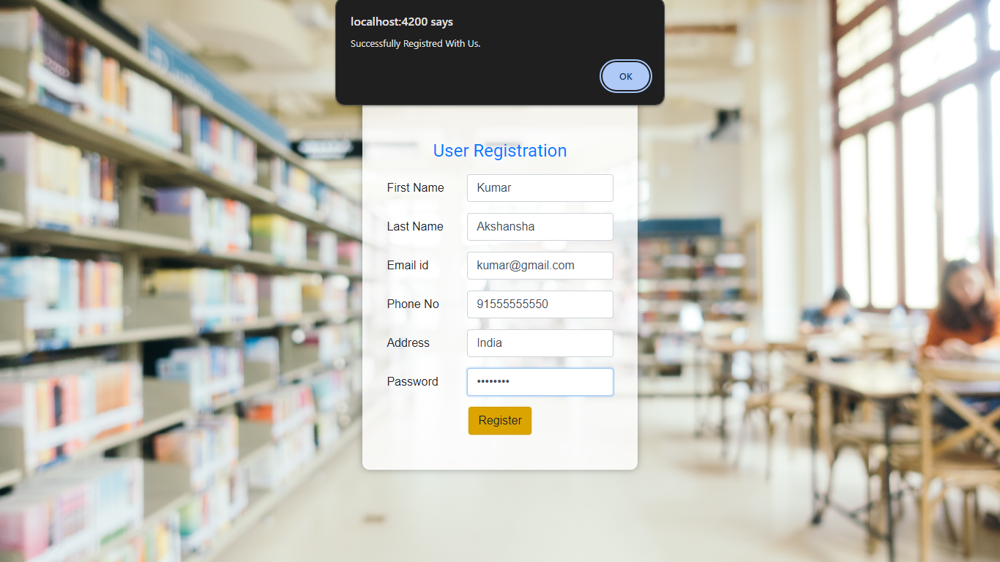 localhost:4200 says
Successfully Registred With Us.
OK
User Registration
First Name Kumar
Last Name Akshansha
Email id kumar@gmail.com
Phone No 91555555550
Address India
Password ••••••••
Register